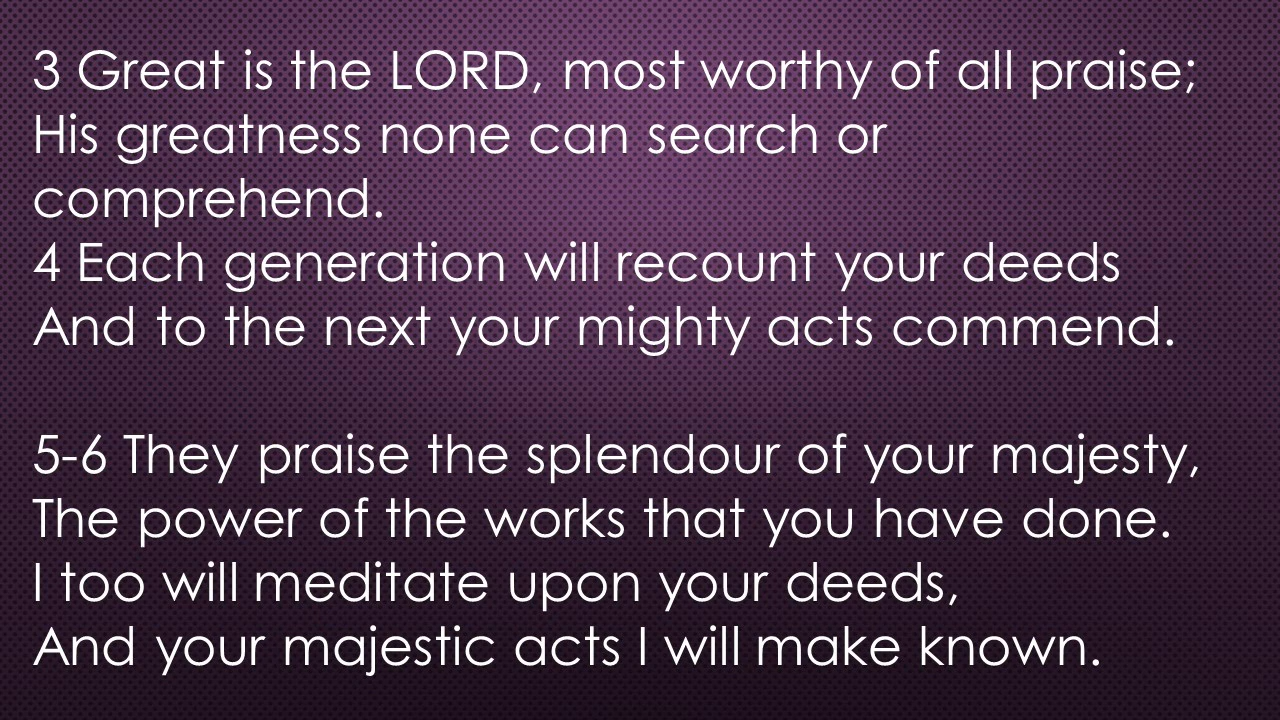 3 Great is the LORD, most worthy of all praise;
His greatness none can search or
comprehend.
4 Each generation will recount your deeds
And to the next your mighty acts commend.
5-6 They praise the splendour of your majesty,
The power of the works that you have done.
I too will meditate upon your deeds,
And your majestic acts I will make known.